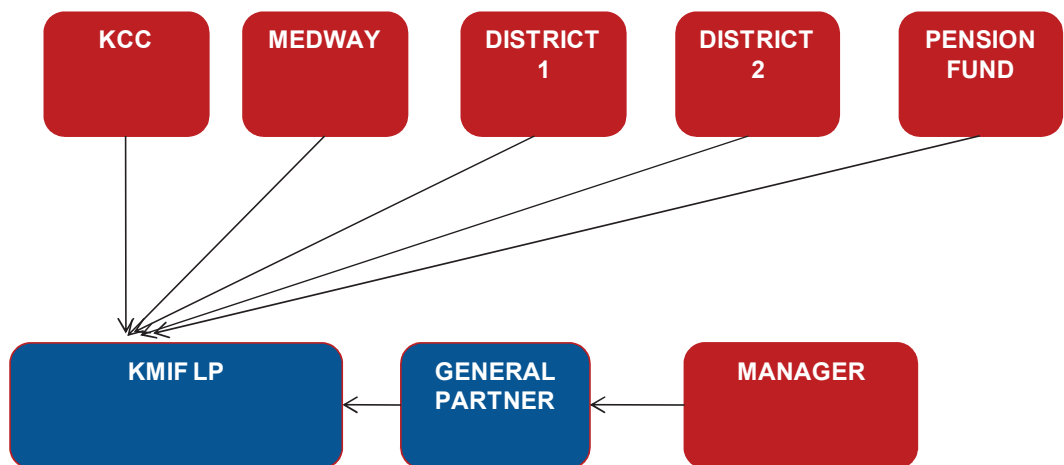 KCC
MEDWAY
DISTRICT
1
DISTRICT
2
PENSION
FUND
KMIF LP
GENERAL
PARTNER
MANAGER